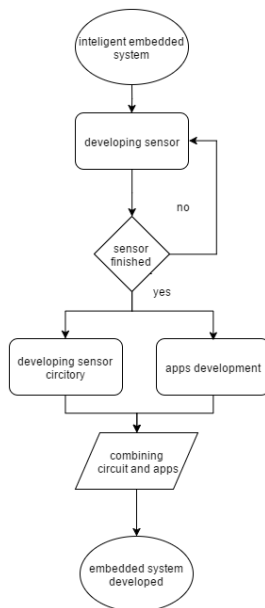 inteligent embedded
system
developing sensor
no
sensor
finished
yes
developing sensor
circitory
apps development
combining
circuit and apps
embedded system
developed